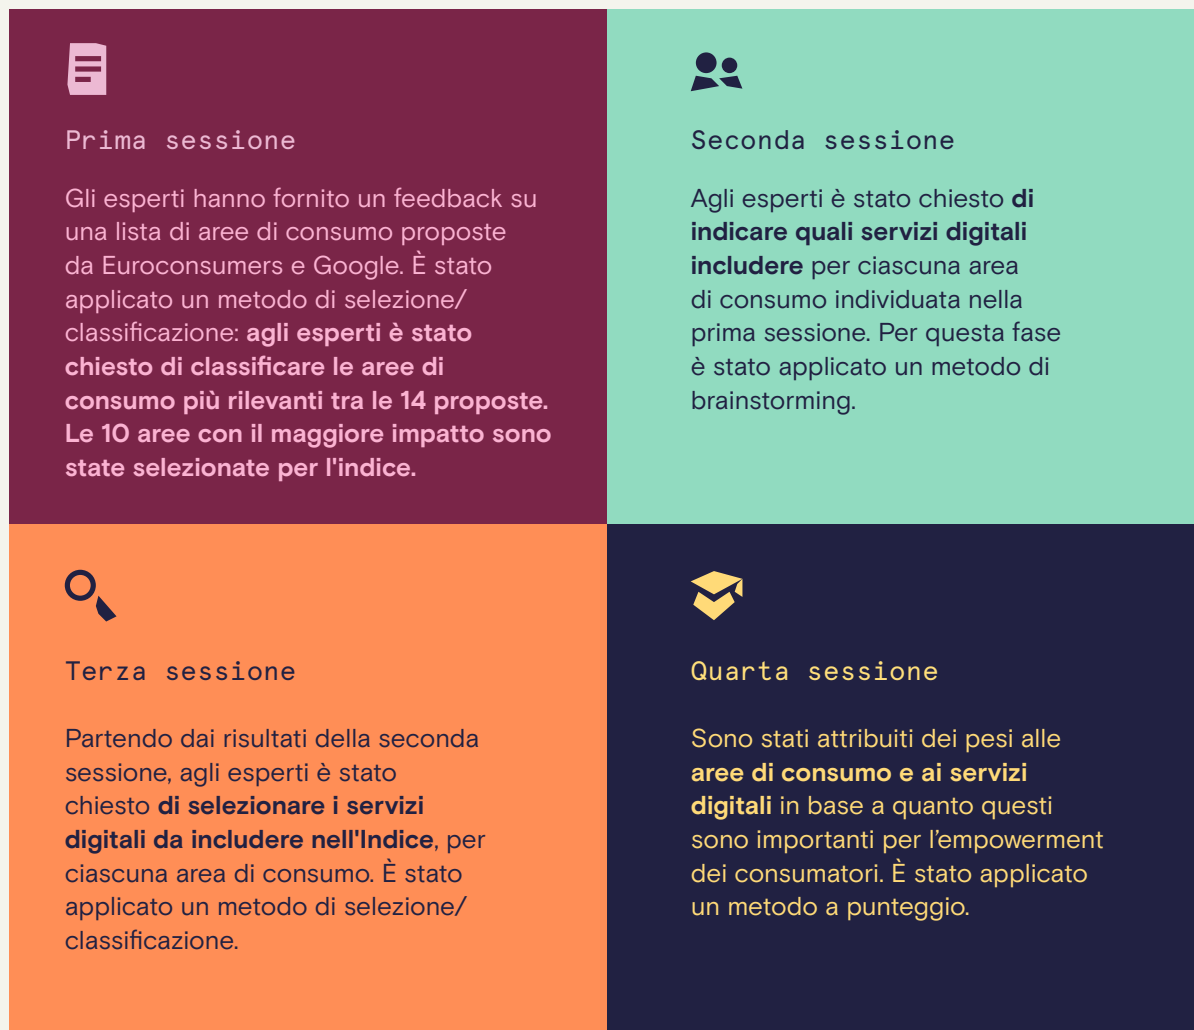 Prima sessione
Gli esperti hanno fornito un feedback su
una lista di aree di consumo proposte
da Euroconsumers e Google. È stato
applicato un metodo di selezione/
classificazione: agli esperti è stato
chiesto di classificare le aree di
consumo più rilevanti tra le 14 proposte.
Le 10 aree con il maggiore impatto sono
state selezionate per l'indice.
Seconda sessione
Agli esperti è stato chiesto di
indicare quali servizi digitali
includere per ciascuna area
di consumo individuata nella
prima sessione. Per questa fase
è stato applicato un metodo di
brainstorming.
Terza sessione
Partendo dai risultati della seconda
sessione, agli esperti è stato
chiesto di selezionare i servizi
digitali da includere nell'Indice, per
ciascuna area di consumo. È stato
applicato un metodo di selezione/
classificazione.
Quarta sessione
Sono stati attribuiti dei pesi alle
aree di consumo e ai servizi
digitali in base a quanto questi
sono importanti per l’empowerment
dei consumatori. È stato applicato
un metodo a punteggio.